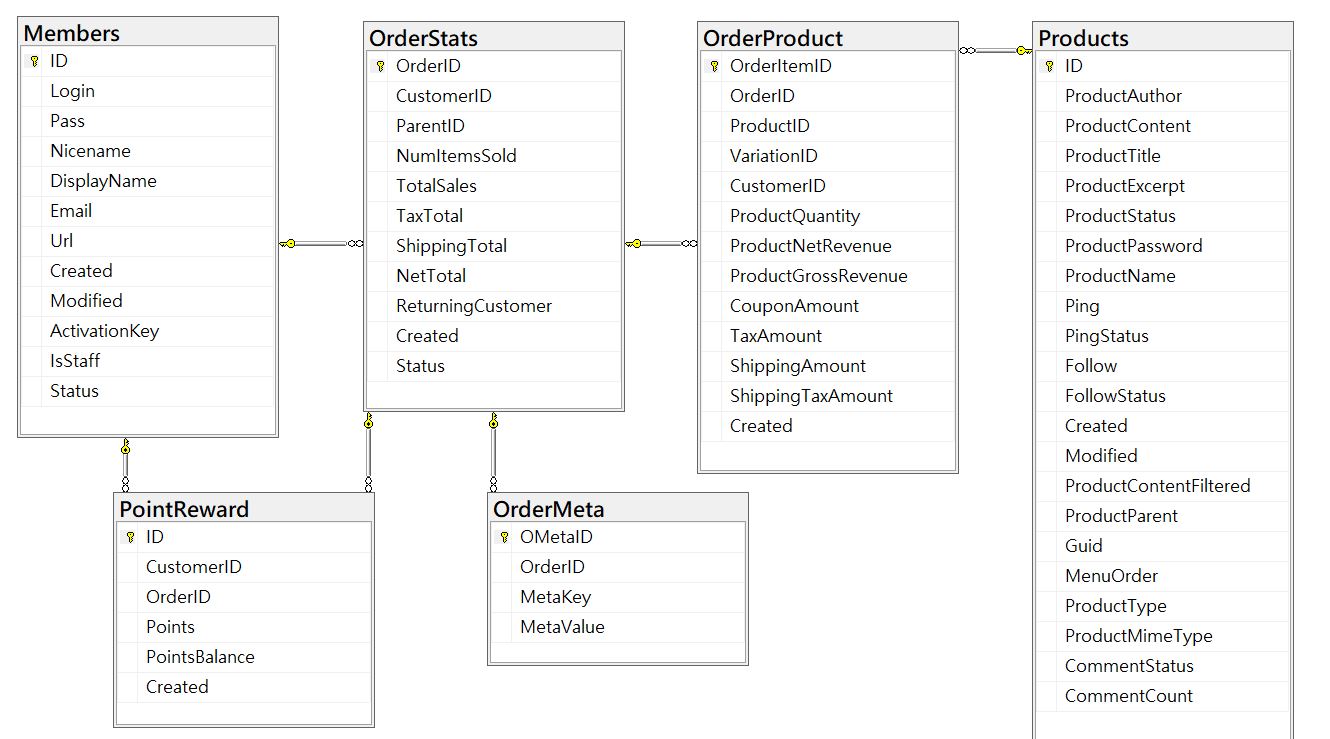 Members
ID
Login
Pass
Nicename
DisplayName
Email
Url
Created
Modified
ActivationKey
IsStaff
Status
OrderStats
OrderID
CustomerID
ParentID
NumItemsSold
TotalSales
TaxTotal
ShippingTotal
NetTotal
ReturningCustomer
Created
Status
OrderProduct
OrderItemID
OrderID
ProductID
VariationID
CustomerID
ProductQuantity
ProductNetRevenue
ProductGrossRevenue
CouponAmount
TaxAmount
ShippingAmount
ShippingTaxAmount
Created
Products
ID
ProductAuthor
ProductContent
ProductTitle
ProductExcerpt
ProductStatus
ProductPassword
ProductName
Ping
PingStatus
Follow
FollowStatus
Created
Modified
ProductContentFiltered
ProductParent
Guid
MenuOrder
ProductType
ProductMimeType
CommentStatus
CommentCount
PointReward
ID
CustomerID
OrderID
Points
PointsBalance
Created
OrderMeta
OMetaID
OrderID
MetaKey
MetaValue